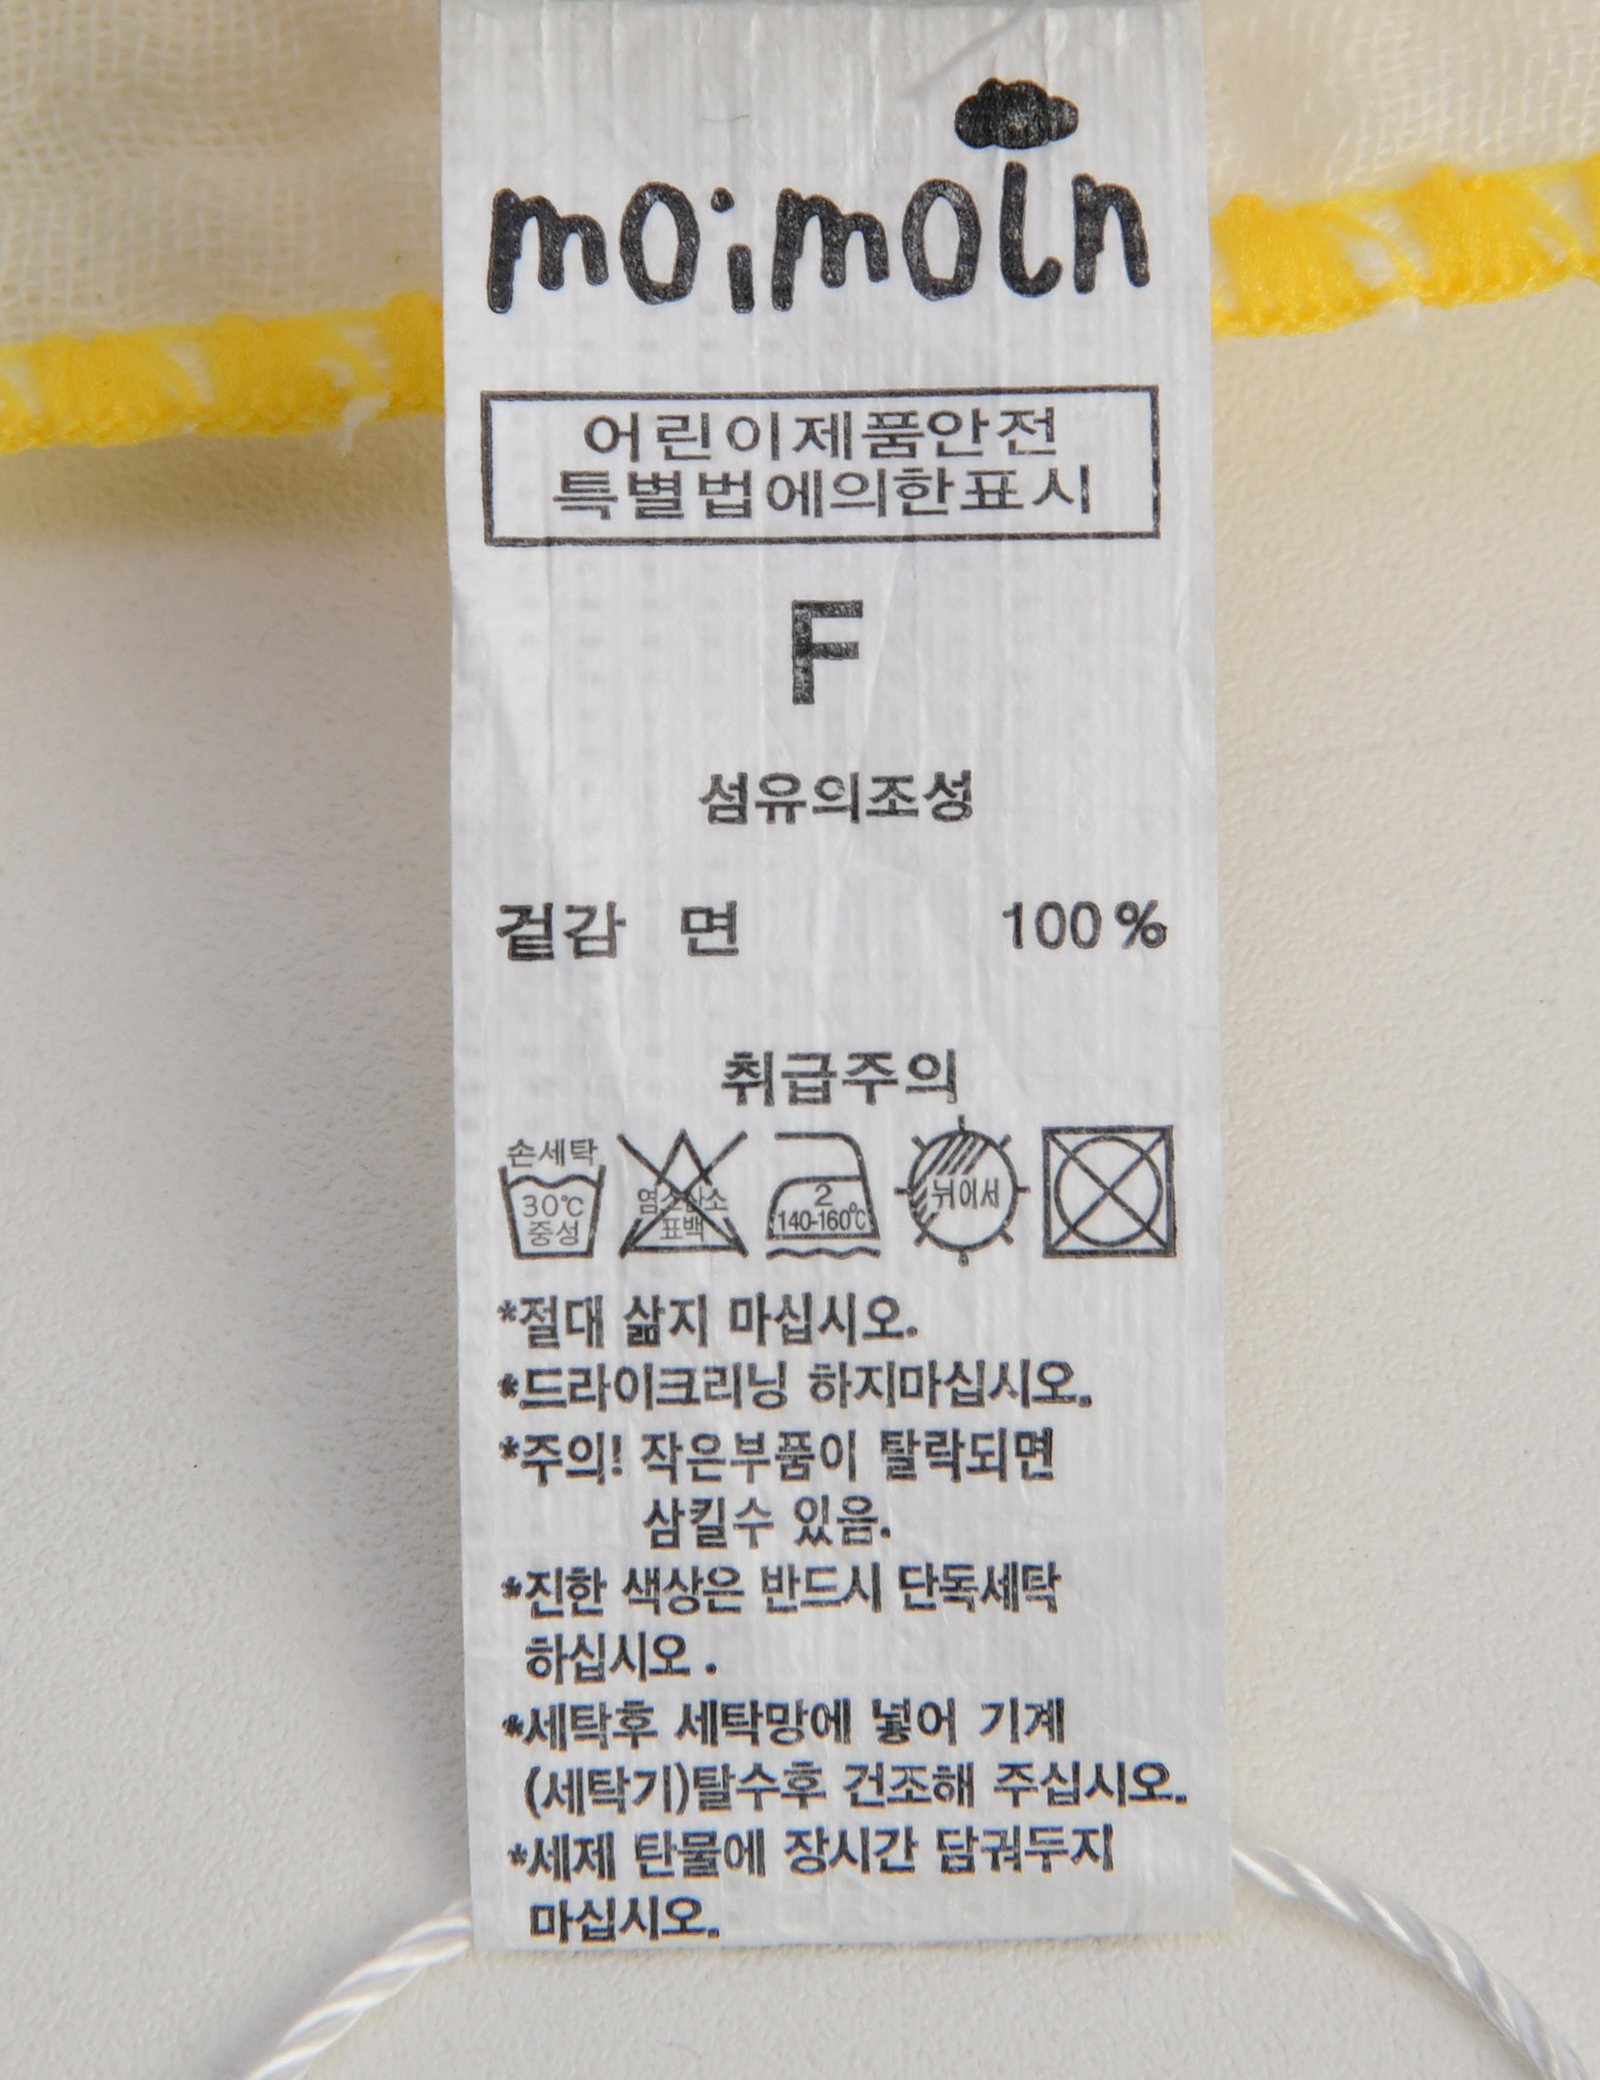 moimoln
어린이제품안전
특별법에의한표시
F
섬유의조성
겉감 면 100%
취급주의
손세탁
30℃
중성
염소산소
표백
2
140-160℃
뉘어서
*절대 삶지 마십시오.
*드라이크리닝 하지마십시오.
*주의! 작은부품이 탈락되면
삼킬수 있음.
*진한 색상은 반드시 단독세탁
하십시오.
*세탁후 세탁망에 넣어 기계
(세탁기)탈수후 건조해 주십시오.
*세제 탄물에 장시간 담궈두지
마십시오.